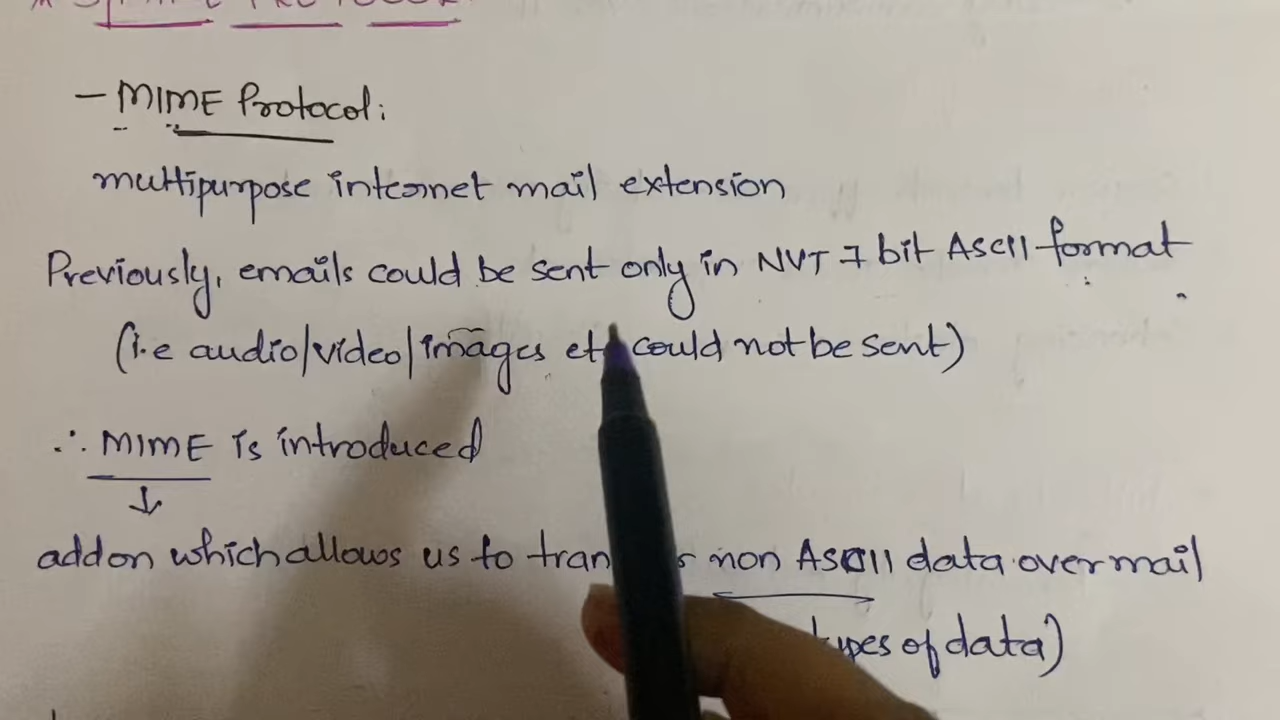 - MIME Protocol:
multipurpose internet mail extension
Previously, emails could be sent only in NVT 7 bit ASCII format
(i.e audio/video/images could not be sent)
∴ MIME is introduced
↓
add on which allows us to non ASCII data over mail
of data)